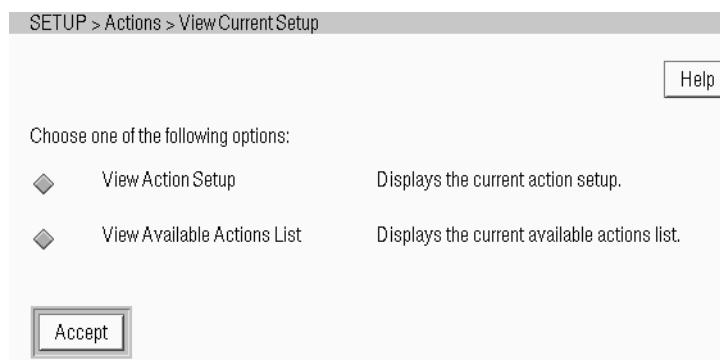 SETUP > Actions > View Current Setup
Help
Choose one of the following options:
View Action Setup Displays the current action setup.
View Available Actions List Displays the current available actions list.
Accept